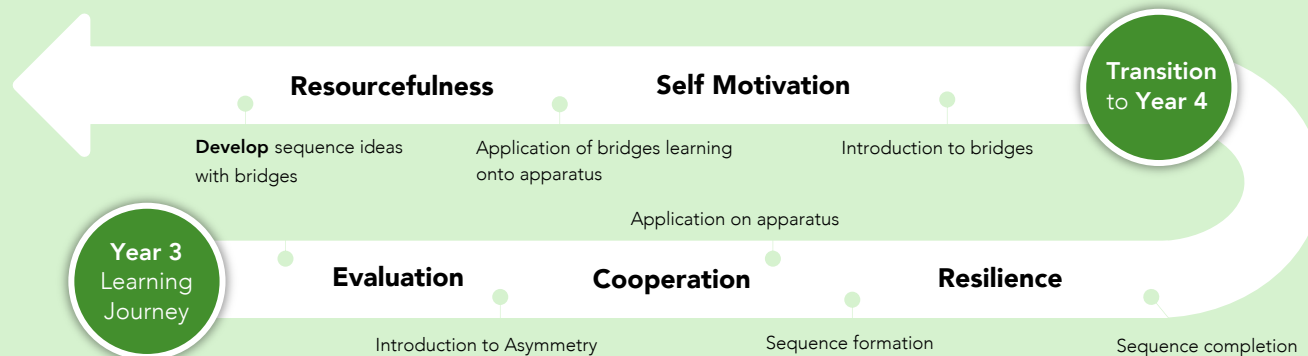 Resourcefulness
Self Motivation
Transition
to Year 4
Develop sequence ideas
with bridges
Application of bridges learning
onto apparatus
Introduction to bridges
Application on apparatus
Year 3
Learning
Journey
Evaluation
Cooperation
Resilience
Introduction to Asymmetry
Sequence formation
Sequence completion